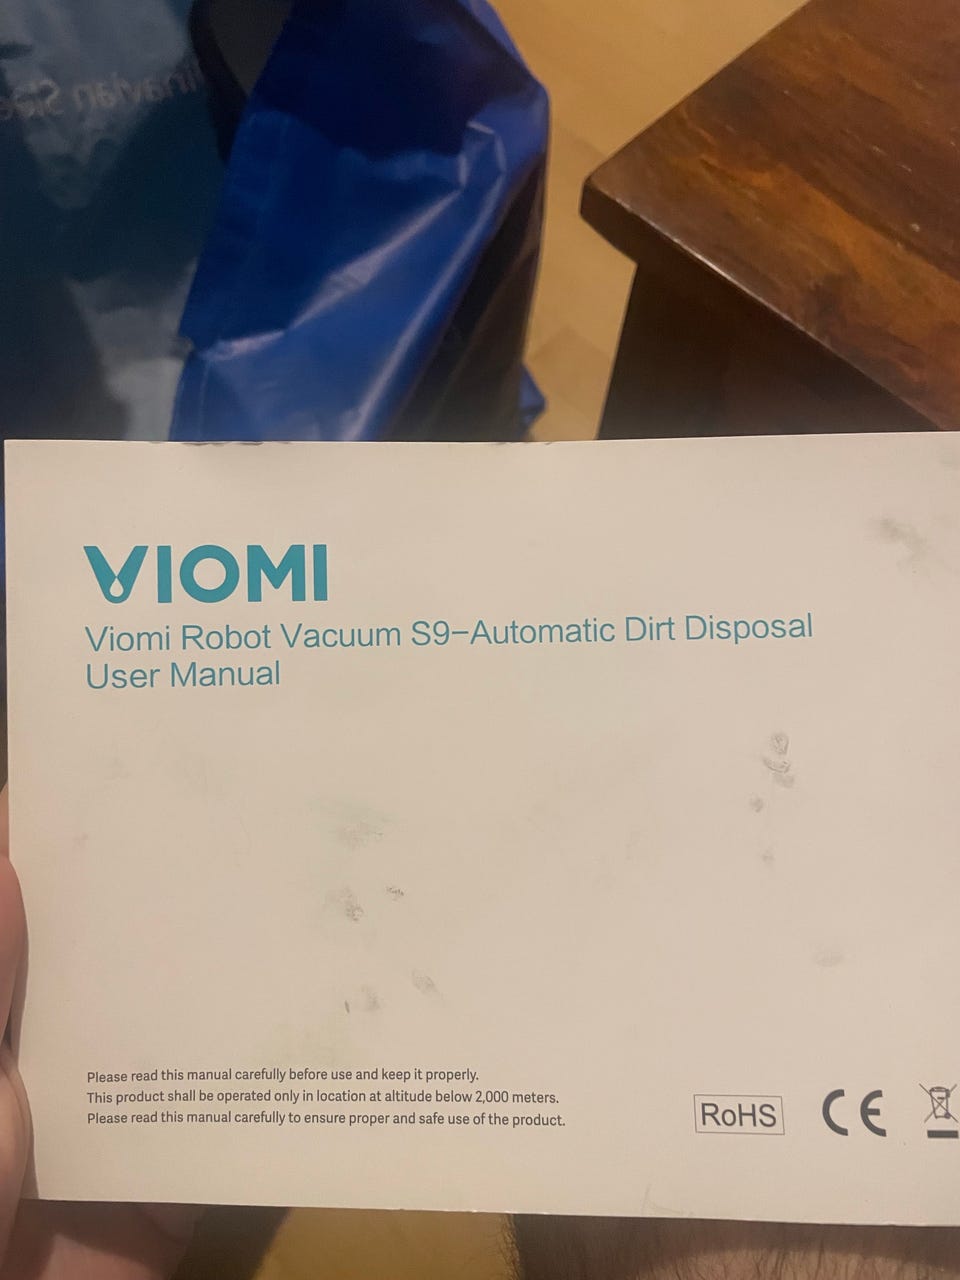 VIOMI
Viomi Robot Vacuum S9–Automatic Dirt Disposal
User Manual
Please read this manual carefully before use and keep it properly.
This product shall be operated only in location at altitude below 2,000 meters.
Please read this manual carefully to ensure proper and safe use of the product.
RoHS
CE